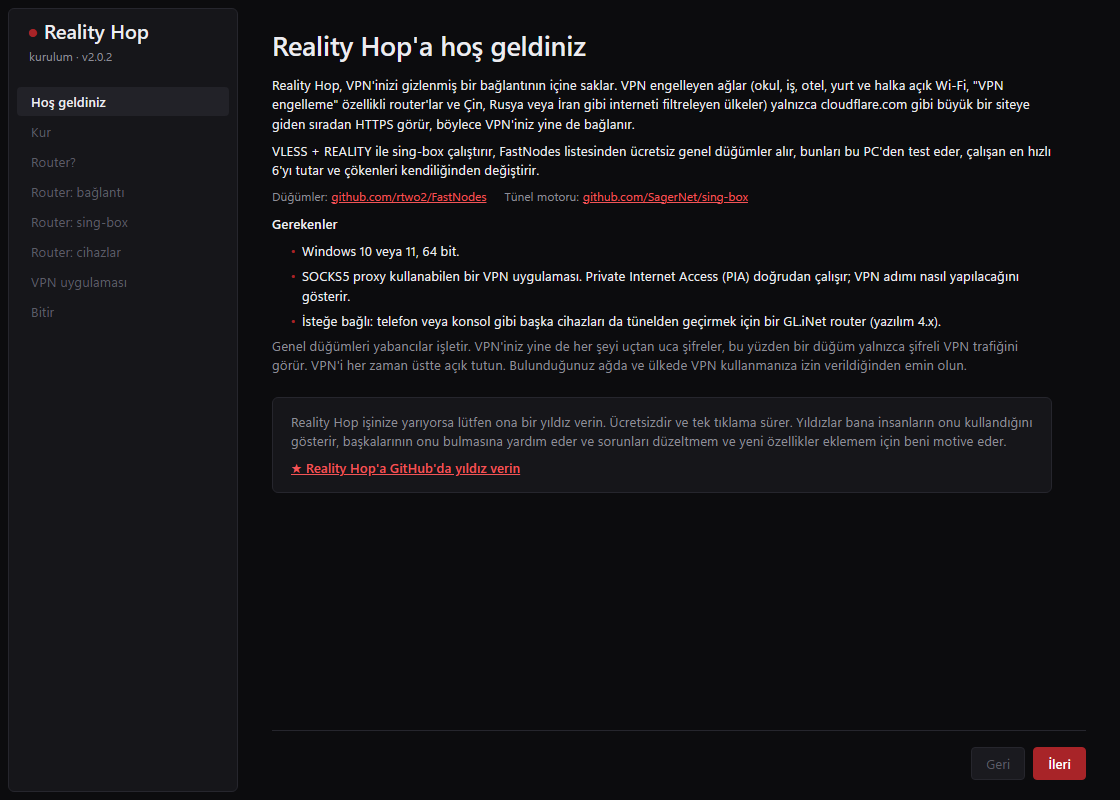 Reality Hop
kurulum · v2.0.2
Hoş geldiniz
Kur
Router?
Router: bağlantı
Router: sing-box
Router: cihazlar
VPN uygulaması
Bitir
Reality Hop'a hoş geldiniz
Reality Hop, VPN'inizi gizlenmiş bir bağlantının içine saklar. VPN engelleyen ağlar (okul, iş, otel, yurt ve halka açık Wi-Fi, "VPN
engelleme" özellikli router'lar ve Çin, Rusya veya İran gibi interneti filtreleyen ülkeler) yalnızca cloudflare.com gibi büyük bir siteye
giden sıradan HTTPS görür, böylece VPN'iniz yine de bağlanır.
VLESS + REALITY ile sing-box çalıştırır, FastNodes listesinden ücretsiz genel düğümler alır, bunları bu PC'den test eder, çalışan en hızlı
6'yı tutar ve çökenleri kendiliğinden değiştirir.
Düğümler: github.com/rtwo2/FastNodes Tünel motoru: github.com/SagerNet/sing-box
Gerekenler
• Windows 10 veya 11, 64 bit.
• SOCKS5 proxy kullanabilen bir VPN uygulaması. Private Internet Access (PIA) doğrudan çalışır; VPN adımı nasıl yapılacağını
gösterir.
• İsteğe bağlı: telefon veya konsol gibi başka cihazları da tünelden geçirmek için bir GL.iNet router (yazılım 4.x).
Genel düğümleri yabancılar işletir. VPN'iniz yine de her şeyi uçtan uca şifreler, bu yüzden bir düğüm yalnızca şifreli VPN trafiğini
görür. VPN'i her zaman üstte açık tutun. Bulunduğunuz ağda ve ülkede VPN kullanmanıza izin verildiğinden emin olun.
Reality Hop işinize yarıyorsa lütfen ona bir yıldız verin. Ücretsizdir ve tek tıklama sürer. Yıldızlar bana insanların onu kullandığını
gösterir, başkalarının onu bulmasına yardım eder ve sorunları düzeltmem ve yeni özellikler eklemem için beni motive eder.
★ Reality Hop'a GitHub'da yıldız verin
Geri
İleri